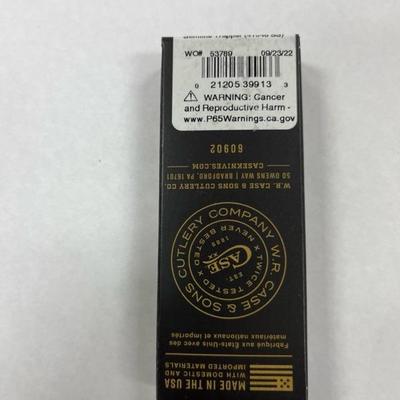 WO# 53789 09/23/22
0 21205 39913 3
⚠ WARNING: Cancer
and Reproductive Harm -
www.P65Warnings.ca.gov
60902
CASEKNIVES.COM
50 OWENS WAY | BRADFORD, PA 16701
W.R. CASE & SONS CUTLERY CO.
W.R. CASE & SONS CUTLERY COMPANY
TWICE TESTED X NEVER BETTER X
EST. 1889
CASE XX
Fabriqué aux États-Unis avec des
matériaux nationaux et importés
MADE IN THE USA
WITH DOMESTIC AND
IMPORTED MATERIALS